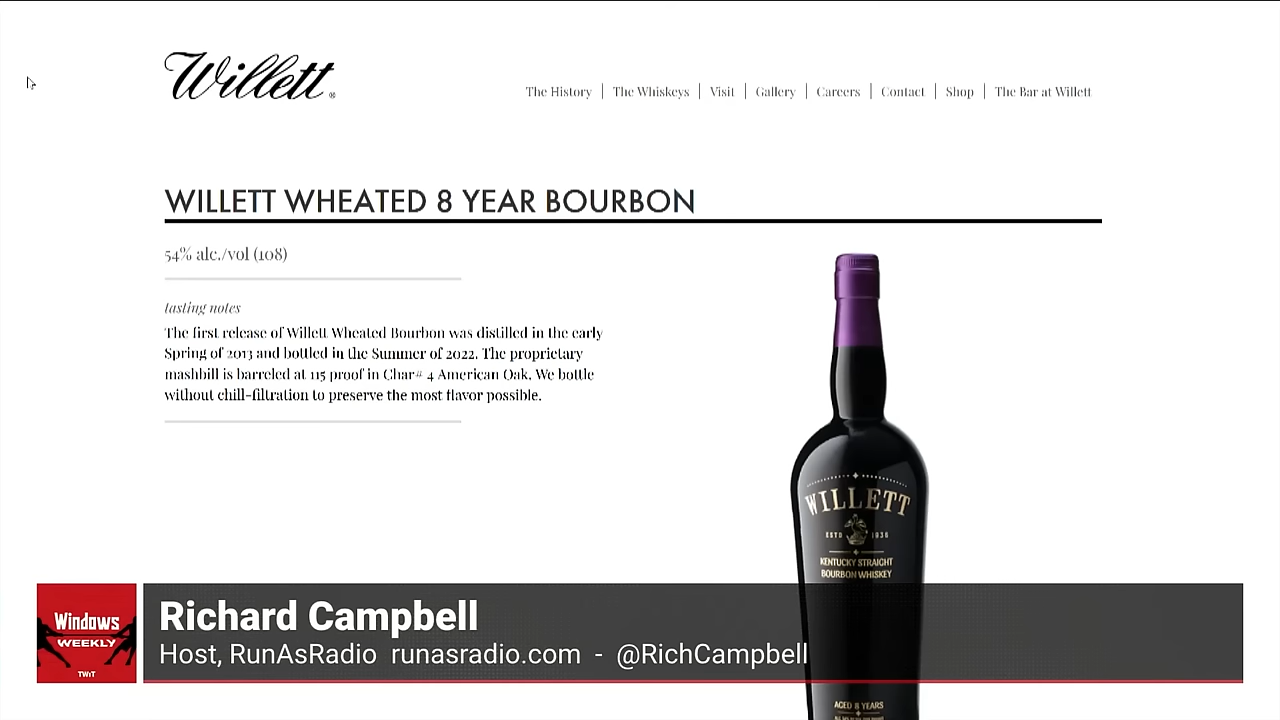 Willett®
The History | The Whiskeys | Visit | Gallery | Careers | Contact | Shop | The Bar at Willett
WILLETT WHEATED 8 YEAR BOURBON
54% alc./vol (108)
tasting notes
The first release of Willett Wheated Bourbon was distilled in the early
Spring of 2013 and bottled in the Summer of 2022. The proprietary
mashbill is barreled at 115 proof in Char# 4 American Oak. We bottle
without chill-filtration to preserve the most flavor possible.
WILLETT
ESTD 1936
KENTUCKY STRAIGHT
BOURBON WHISKEY
Windows
WEEKLY
TWiT
Richard Campbell
Host, RunAsRadio runasradio.com - @RichCampbell
AGED 8 YEARS